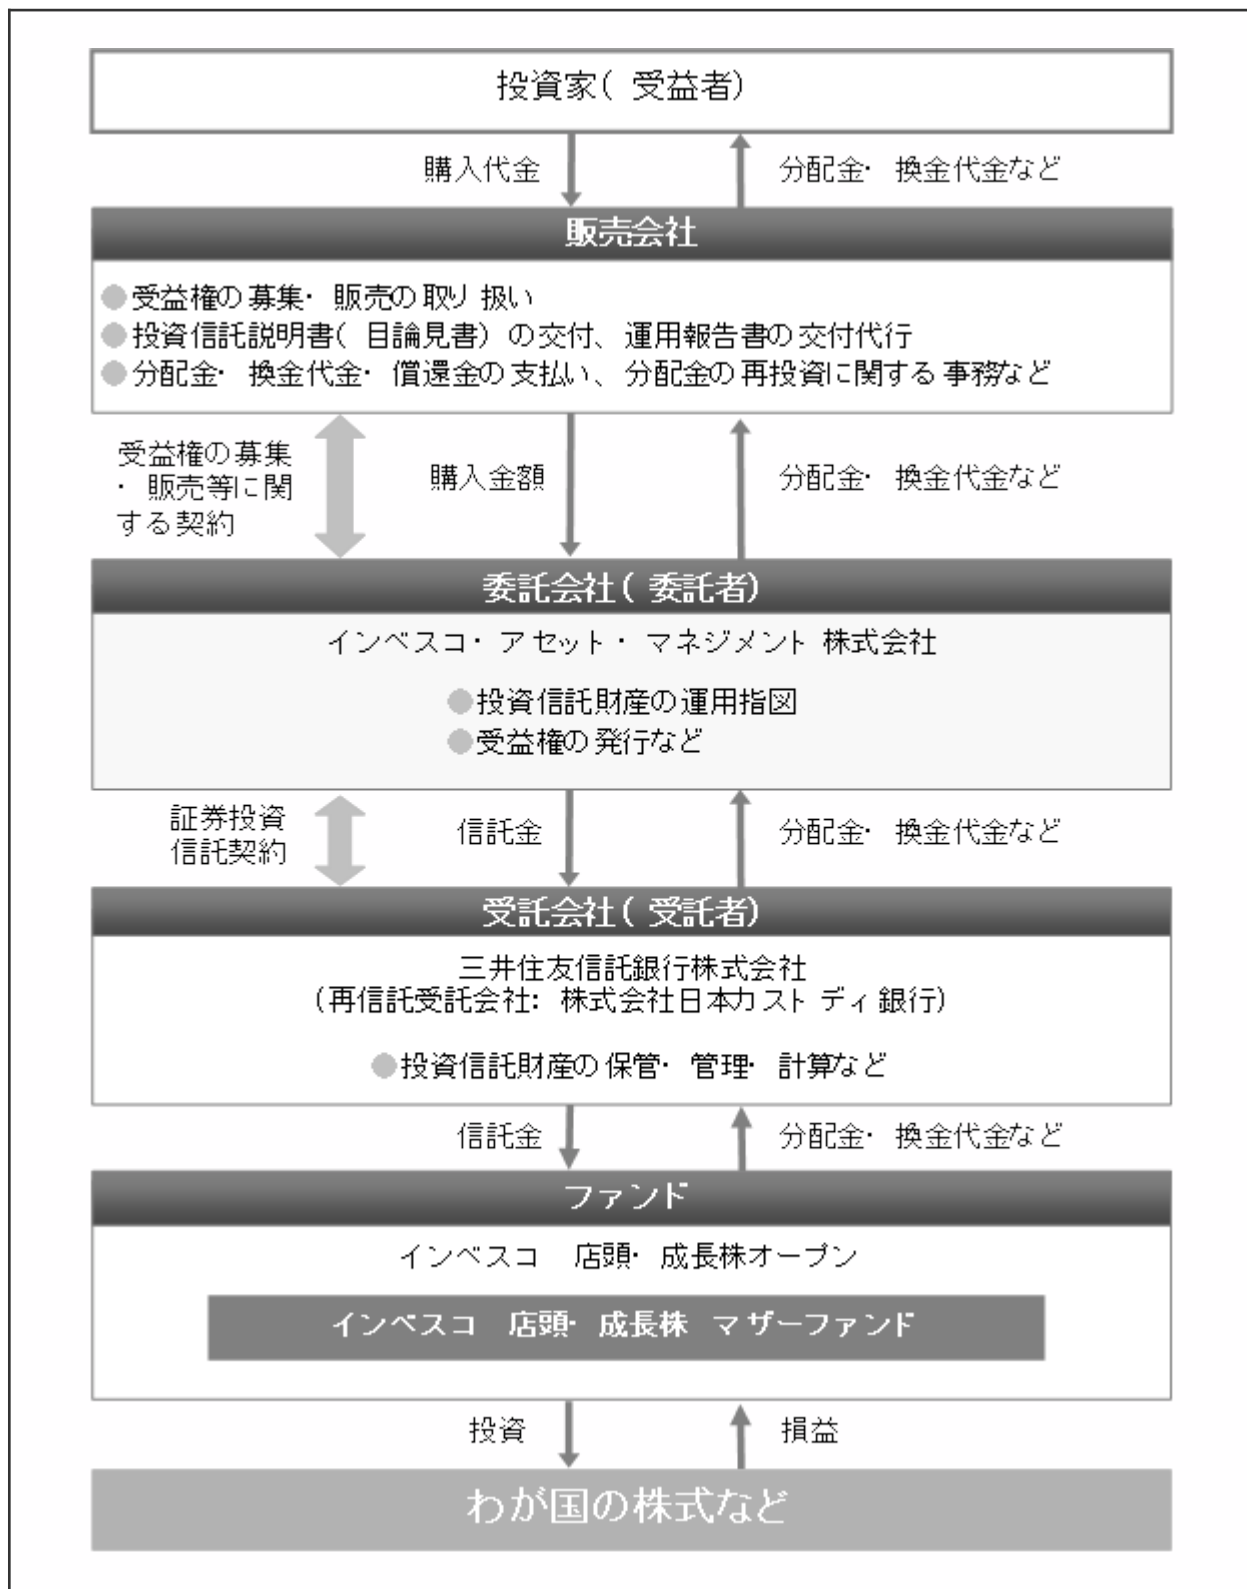 投資家(受益者)
購入代金
分配金・換金代金など
販売会社
●受益権の募集・販売の取り扱い
●投資信託説明書(目論見書)の交付、運用報告書の交付代行
●分配金・換金代金・償還金の支払い、分配金の再投資に関する事務など
受益権の募集
・販売等に関
する契約
購入金額
分配金・換金代金など
委託会社(委託者)
インベスコ・アセット・マネジメント株式会社
●投資信託財産の運用指図
●受益権の発行など
証券投資
信託契約
信託金
分配金・換金代金など
受託会社(受託者)
三井住友信託銀行株式会社
(再信託受託会社:株式会社日本カストディ銀行)
●投資信託財産の保管・管理・計算など
信託金
分配金・換金代金など
ファンド
インベスコ 店頭・成長株オープン
インベスコ 店頭・成長株 マザーファンド
投資
損益
わが国の株式など